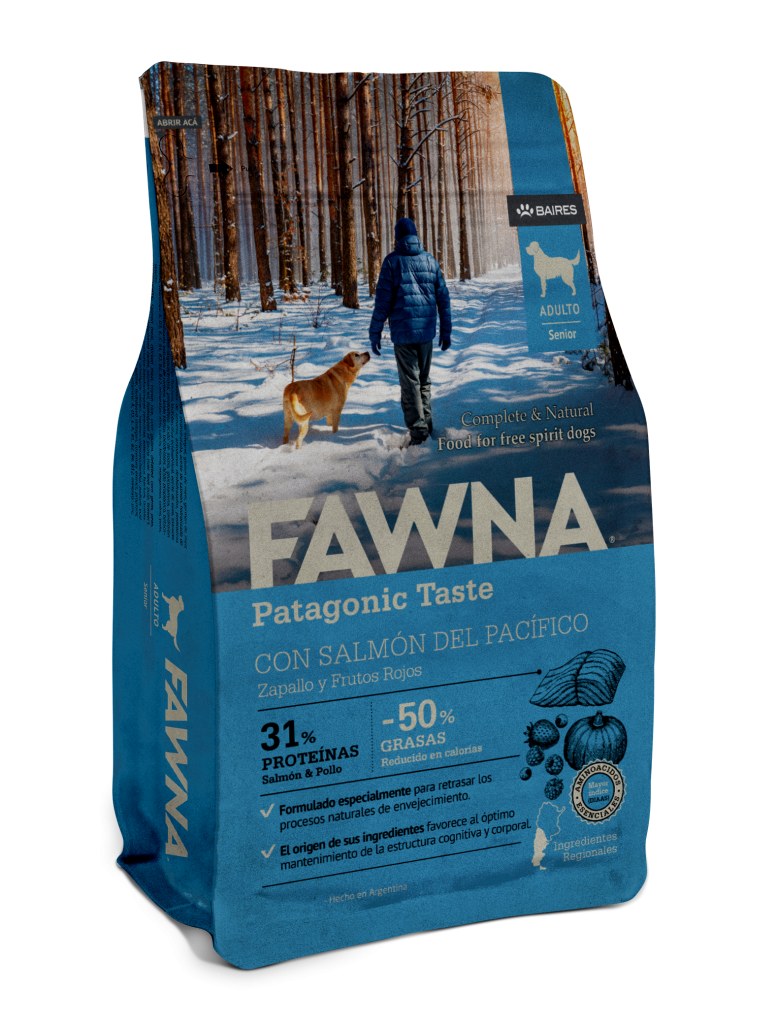 ABRIR ACÁ
BAIRES
ADULTO
Senior
Complete & Natural
Food for free spirit dogs
FAWNA®
Patagonic Taste
CON SALMÓN DEL PACÍFICO
Zapallo y Frutos Rojos
31%
PROTEÍNAS
Salmón & Pollo
-50%
GRASAS
Reducido en calorías
Formulado especialmente para retrasar los
procesos naturales de envejecimiento.
El origen de sus ingredientes favorece al óptimo
mantenimiento de la estructura cognitiva y corporal.
AMINOÁCIDOS
Mayor
índice
(DIAAS)
ESENCIALES
Ingredientes
Regionales
- Hecho en Argentina
ADULTO
Senior
FAWNA